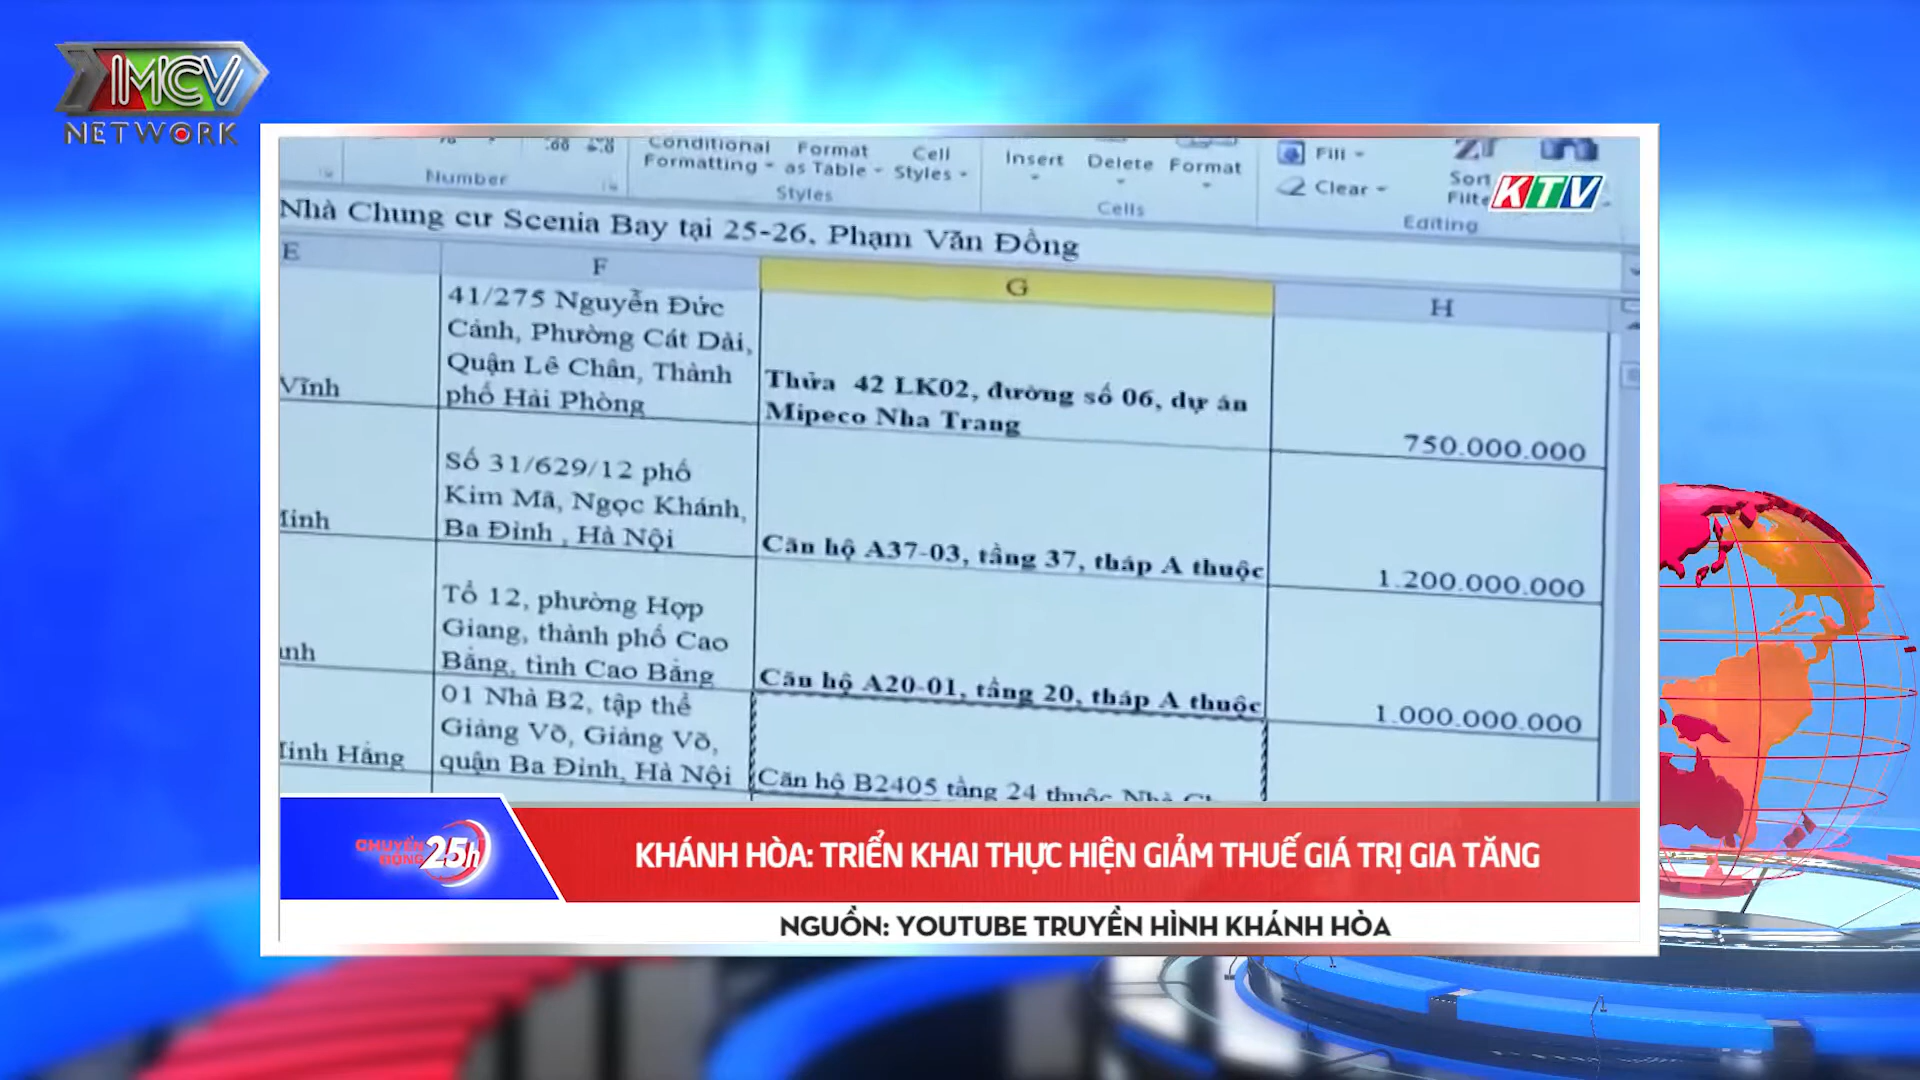 MCV
NETWORK
Conditional
Formatting
Format
as Table
Cell
Styles
Insert
Delete
Format
Fill
Clear
Sort
Number
Styles
Cells
Editing
KTV
Nhà Chung cư Scenia Bay tại 25-26, Phạm Văn Đồng
E
F
G
H
Vĩnh
41/275 Nguyễn Đức
Cảnh, Phường Cát Dài,
Quận Lê Chân, Thành
phố Hải Phòng
Thửa 42 LK02, đường số 06, dự án
Mipeco Nha Trang
750.000.000
Số 31/629/12 phố
Kim Mã, Ngọc Khánh,
Ba Đình , Hà Nội
Căn hộ A37-03, tầng 37, tháp A thuộc
1.200.000.000
Tổ 12, phường Hợp
Giang, thành phố Cao
Bằng, tỉnh Cao Bằng
Căn hộ A20-01, tầng 20, tháp A thuộc
1.000.000.000
Hằng
01 Nhà B2, tập thể
Giảng Võ, Giảng Võ,
quận Ba Đình, Hà Nội
Căn hộ B2405 tầng 24 thuộc Nhà
CHUYỂN
ĐỘNG
25h
KHÁNH HÒA: TRIỂN KHAI THỰC HIỆN GIẢM THUẾ GIÁ TRỊ GIA TĂNG
NGUỒN: YOUTUBE TRUYỀN HÌNH KHÁNH HÒA